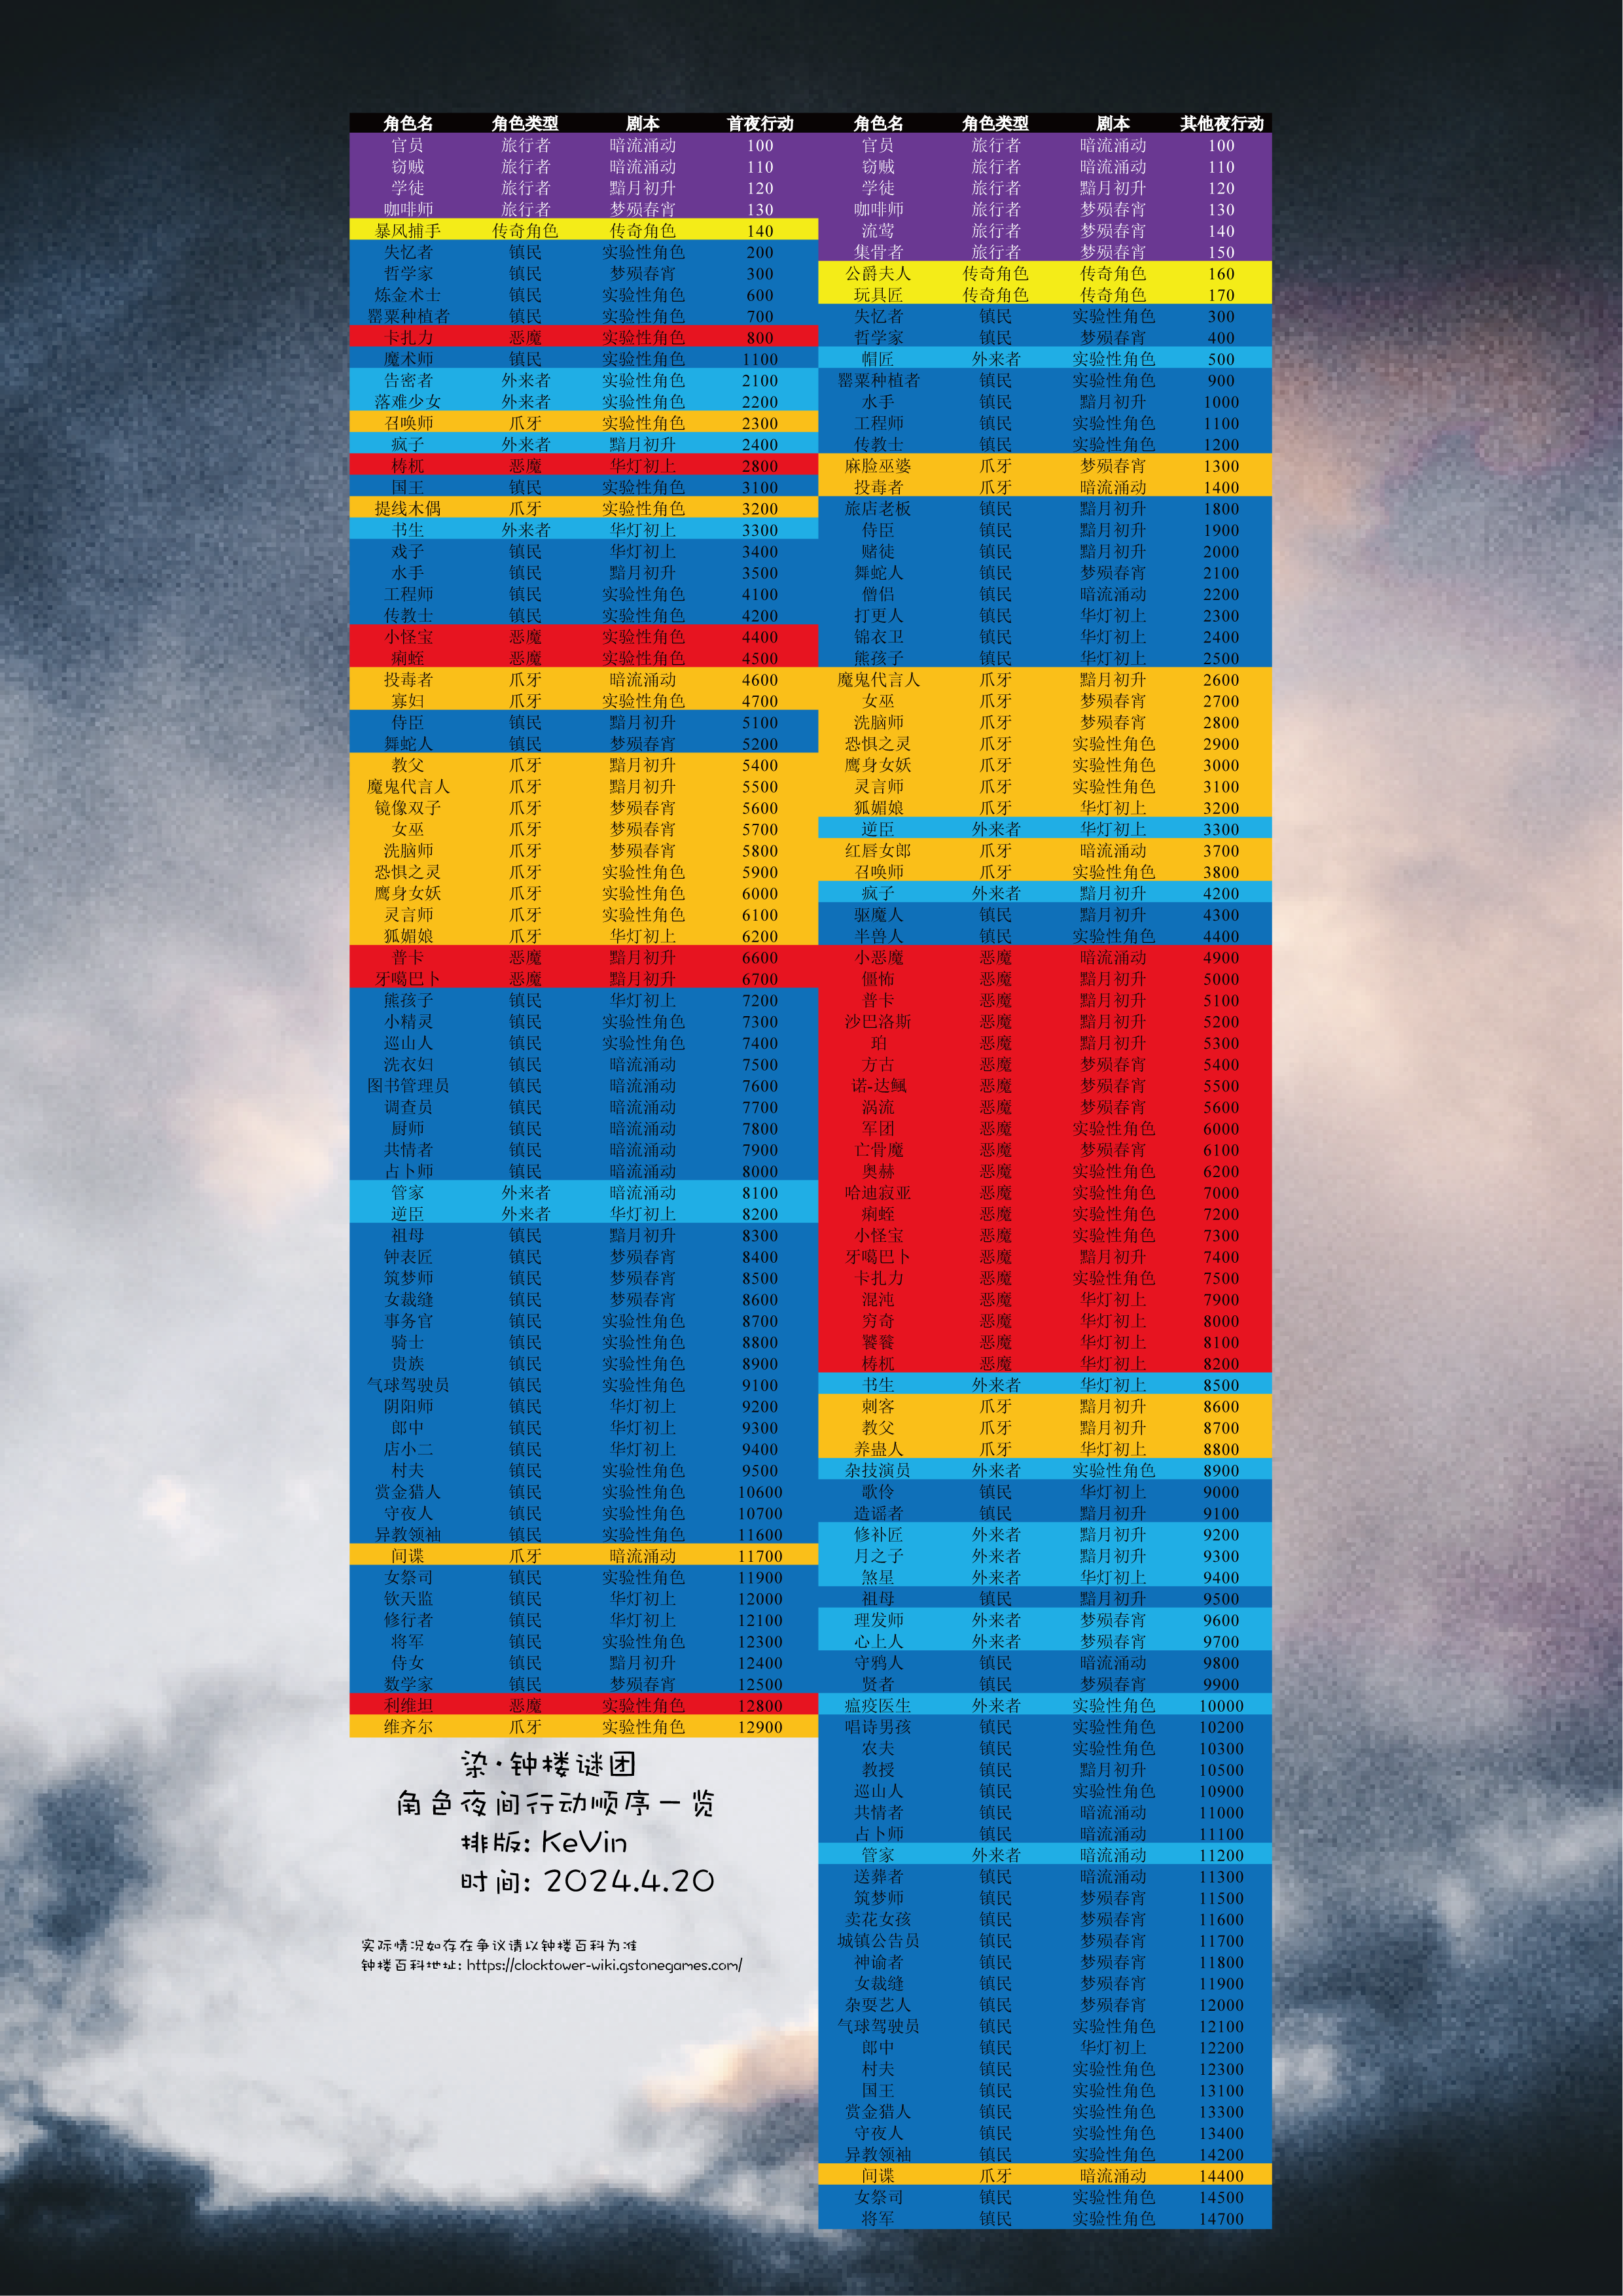 角色名 角色类型 剧本 首夜行动
官员 旅行者 暗流涌动 100
窃贼 旅行者 暗流涌动 110
学徒 旅行者 黯月初升 120
咖啡师 旅行者 梦殒春宵 130
暴风捕手 传奇角色 传奇角色 140
失忆者 镇民 实验性角色 200
哲学家 镇民 梦殒春宵 300
炼金术士 镇民 实验性角色 600
罂粟种植者 镇民 实验性角色 700
卡扎力 恶魔 实验性角色 800
魔术师 镇民 实验性角色 1100
告密者 外来者 实验性角色 2100
落难少女 外来者 实验性角色 2200
召唤师 爪牙 实验性角色 2300
疯子 外来者 黯月初升 2400
梼杌 恶魔 华灯初上 2800
国王 镇民 实验性角色 3100
提线木偶 爪牙 实验性角色 3200
书生 外来者 华灯初上 3300
戏子 镇民 华灯初上 3400
水手 镇民 黯月初升 3500
工程师 镇民 实验性角色 4100
传教士 镇民 实验性角色 4200
小怪宝 恶魔 实验性角色 4400
痢蛭 恶魔 实验性角色 4500
投毒者 爪牙 暗流涌动 4600
寡妇 爪牙 实验性角色 4700
侍臣 镇民 黯月初升 5100
舞蛇人 镇民 梦殒春宵 5200
教父 爪牙 黯月初升 5400
魔鬼代言人 爪牙 黯月初升 5500
镜像双子 爪牙 梦殒春宵 5600
女巫 爪牙 梦殒春宵 5700
洗脑师 爪牙 梦殒春宵 5800
恐惧之灵 爪牙 实验性角色 5900
鹰身女妖 爪牙 实验性角色 6000
灵言师 爪牙 实验性角色 6100
狐媚娘 爪牙 华灯初上 6200
普卡 恶魔 黯月初升 6600
牙噶巴卜 恶魔 黯月初升 6700
熊孩子 镇民 华灯初上 7200
小精灵 镇民 实验性角色 7300
巡山人 镇民 实验性角色 7400
洗衣妇 镇民 暗流涌动 7500
图书管理员 镇民 暗流涌动 7600
调查员 镇民 暗流涌动 7700
厨师 镇民 暗流涌动 7800
共情者 镇民 暗流涌动 7900
占卜师 镇民 暗流涌动 8000
管家 外来者 暗流涌动 8100
逆臣 外来者 华灯初上 8200
祖母 镇民 黯月初升 8300
钟表匠 镇民 梦殒春宵 8400
筑梦师 镇民 梦殒春宵 8500
女裁缝 镇民 梦殒春宵 8600
事务官 镇民 实验性角色 8700
骑士 镇民 实验性角色 8800
贵族 镇民 实验性角色 8900
气球驾驶员 镇民 实验性角色 9100
阴阳师 镇民 华灯初上 9200
郎中 镇民 华灯初上 9300
店小二 镇民 华灯初上 9400
村夫 镇民 实验性角色 9500
赏金猎人 镇民 实验性角色 10600
守夜人 镇民 实验性角色 10700
异教领袖 镇民 实验性角色 11600
间谍 爪牙 暗流涌动 11700
女祭司 镇民 实验性角色 11900
钦天监 镇民 华灯初上 12000
修行者 镇民 华灯初上 12100
将军 镇民 实验性角色 12300
侍女 镇民 黯月初升 12400
数学家 镇民 梦殒春宵 12500
利维坦 恶魔 实验性角色 12800
维齐尔 爪牙 实验性角色 12900
染·钟楼谜团
角色夜间行动顺序一览
排版: KeVin
时间: 2024.4.20
实际情况如存在争议请以钟楼百科为准
钟楼百科地址: https://clocktower-wiki.gstonegames.com/
角色名 角色类型 剧本 其他夜行动
官员 旅行者 暗流涌动 100
窃贼 旅行者 暗流涌动 110
学徒 旅行者 黯月初升 120
咖啡师 旅行者 梦殒春宵 130
流莺 旅行者 梦殒春宵 140
集骨者 旅行者 梦殒春宵 150
公爵夫人 传奇角色 传奇角色 160
玩具匠 传奇角色 传奇角色 170
失忆者 镇民 实验性角色 300
哲学家 镇民 梦殒春宵 400
帽匠 外来者 实验性角色 500
罂粟种植者 镇民 实验性角色 900
水手 镇民 黯月初升 1000
工程师 镇民 实验性角色 1100
传教士 镇民 实验性角色 1200
麻脸巫婆 爪牙 梦殒春宵 1300
投毒者 爪牙 暗流涌动 1400
旅店老板 镇民 黯月初升 1800
侍臣 镇民 黯月初升 1900
赌徒 镇民 黯月初升 2000
舞蛇人 镇民 梦殒春宵 2100
僧侣 镇民 暗流涌动 2200
打更人 镇民 华灯初上 2300
锦衣卫 镇民 华灯初上 2400
熊孩子 镇民 华灯初上 2500
魔鬼代言人 爪牙 黯月初升 2600
女巫 爪牙 梦殒春宵 2700
洗脑师 爪牙 梦殒春宵 2800
恐惧之灵 爪牙 实验性角色 2900
鹰身女妖 爪牙 实验性角色 3000
灵言师 爪牙 实验性角色 3100
狐媚娘 爪牙 华灯初上 3200
逆臣 外来者 华灯初上 3300
红唇女郎 爪牙 暗流涌动 3700
召唤师 爪牙 实验性角色 3800
疯子 外来者 黯月初升 4200
驱魔人 镇民 黯月初升 4300
半兽人 镇民 实验性角色 4400
小恶魔 恶魔 暗流涌动 4900
僵怖 恶魔 黯月初升 5000
普卡 恶魔 黯月初升 5100
沙巴洛斯 恶魔 黯月初升 5200
珀 恶魔 黯月初升 5300
方古 恶魔 梦殒春宵 5400
诺-达鲺 恶魔 梦殒春宵 5500
涡流 恶魔 梦殒春宵 5600
军团 恶魔 实验性角色 6000
亡骨魔 恶魔 梦殒春宵 6100
奥赫 恶魔 实验性角色 6200
哈迪寂亚 恶魔 实验性角色 7000
痢蛭 恶魔 实验性角色 7200
小怪宝 恶魔 实验性角色 7300
牙噶巴卜 恶魔 黯月初升 7400
卡扎力 恶魔 实验性角色 7500
混沌 恶魔 华灯初上 7900
穷奇 恶魔 华灯初上 8000
饕餮 恶魔 华灯初上 8100
梼杌 恶魔 华灯初上 8200
书生 外来者 华灯初上 8500
刺客 爪牙 黯月初升 8600
教父 爪牙 黯月初升 8700
养蛊人 爪牙 华灯初上 8800
杂技演员 外来者 实验性角色 8900
歌伶 镇民 华灯初上 9000
造谣者 镇民 黯月初升 9100
修补匠 外来者 黯月初升 9200
月之子 外来者 黯月初升 9300
煞星 外来者 华灯初上 9400
祖母 镇民 黯月初升 9500
理发师 外来者 梦殒春宵 9600
心上人 外来者 梦殒春宵 9700
守鸦人 镇民 暗流涌动 9800
贤者 镇民 梦殒春宵 9900
瘟疫医生 外来者 实验性角色 10000
唱诗男孩 镇民 实验性角色 10200
农夫 镇民 实验性角色 10300
教授 镇民 黯月初升 10500
巡山人 镇民 实验性角色 10900
共情者 镇民 暗流涌动 11000
占卜师 镇民 暗流涌动 11100
管家 外来者 暗流涌动 11200
送葬者 镇民 暗流涌动 11300
筑梦师 镇民 梦殒春宵 11500
卖花女孩 镇民 梦殒春宵 11600
城镇公告员 镇民 梦殒春宵 11700
神谕者 镇民 梦殒春宵 11800
女裁缝 镇民 梦殒春宵 11900
杂耍艺人 镇民 梦殒春宵 12000
气球驾驶员 镇民 实验性角色 12100
郎中 镇民 华灯初上 12200
村夫 镇民 实验性角色 12300
国王 镇民 实验性角色 13100
赏金猎人 镇民 实验性角色 13300
守夜人 镇民 实验性角色 13400
异教领袖 镇民 实验性角色 14200
间谍 爪牙 暗流涌动 14400
女祭司 镇民 实验性角色 14500
将军 镇民 实验性角色 14700